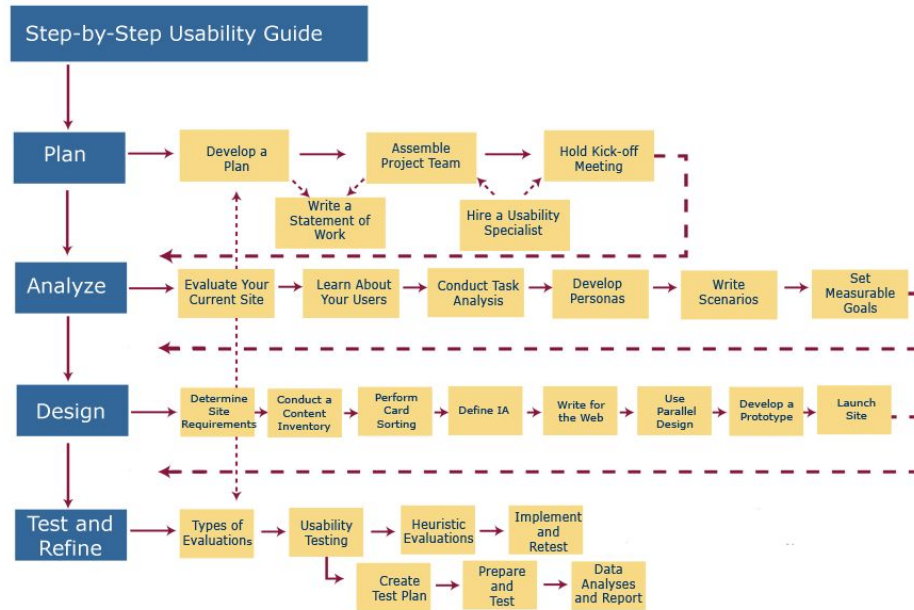 Step-by-Step Usability Guide
Plan
Develop a
Plan
Assemble
Project Team
Hold Kick-off
Meeting
Write a
Statement of
Work
Hire a Usability
Specialist
Analyze
Evaluate Your
Current Site
Learn About
Your Users
Conduct Task
Analysis
Develop
Personas
Write
Scenarios
Set
Measurable
Goals
Design
Determine
Site
Requirements
Conduct a
Content
Inventory
Perform
Card
Sorting
Define IA
Write for
the Web
Use
Parallel
Design
Develop a
Prototype
Launch
Site
Test and
Refine
Types of
Evaluations
Usability
Testing
Heuristic
Evaluations
Implement
and
Retest
Create
Test Plan
Prepare
and
Test
Data
Analyses
and Report